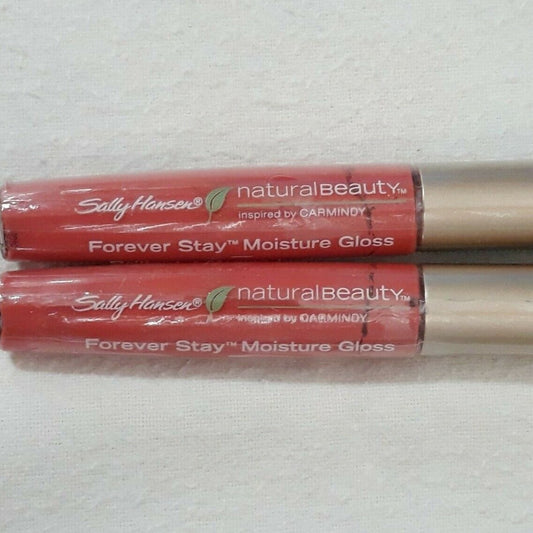 Sally Hansen® naturalBeauty™
inspired by CARMINDY
Forever Stay™ Moisture Gloss
Sally Hansen® naturalBeauty™
inspired by CARMINDY
Forever Stay™ Moisture Gloss